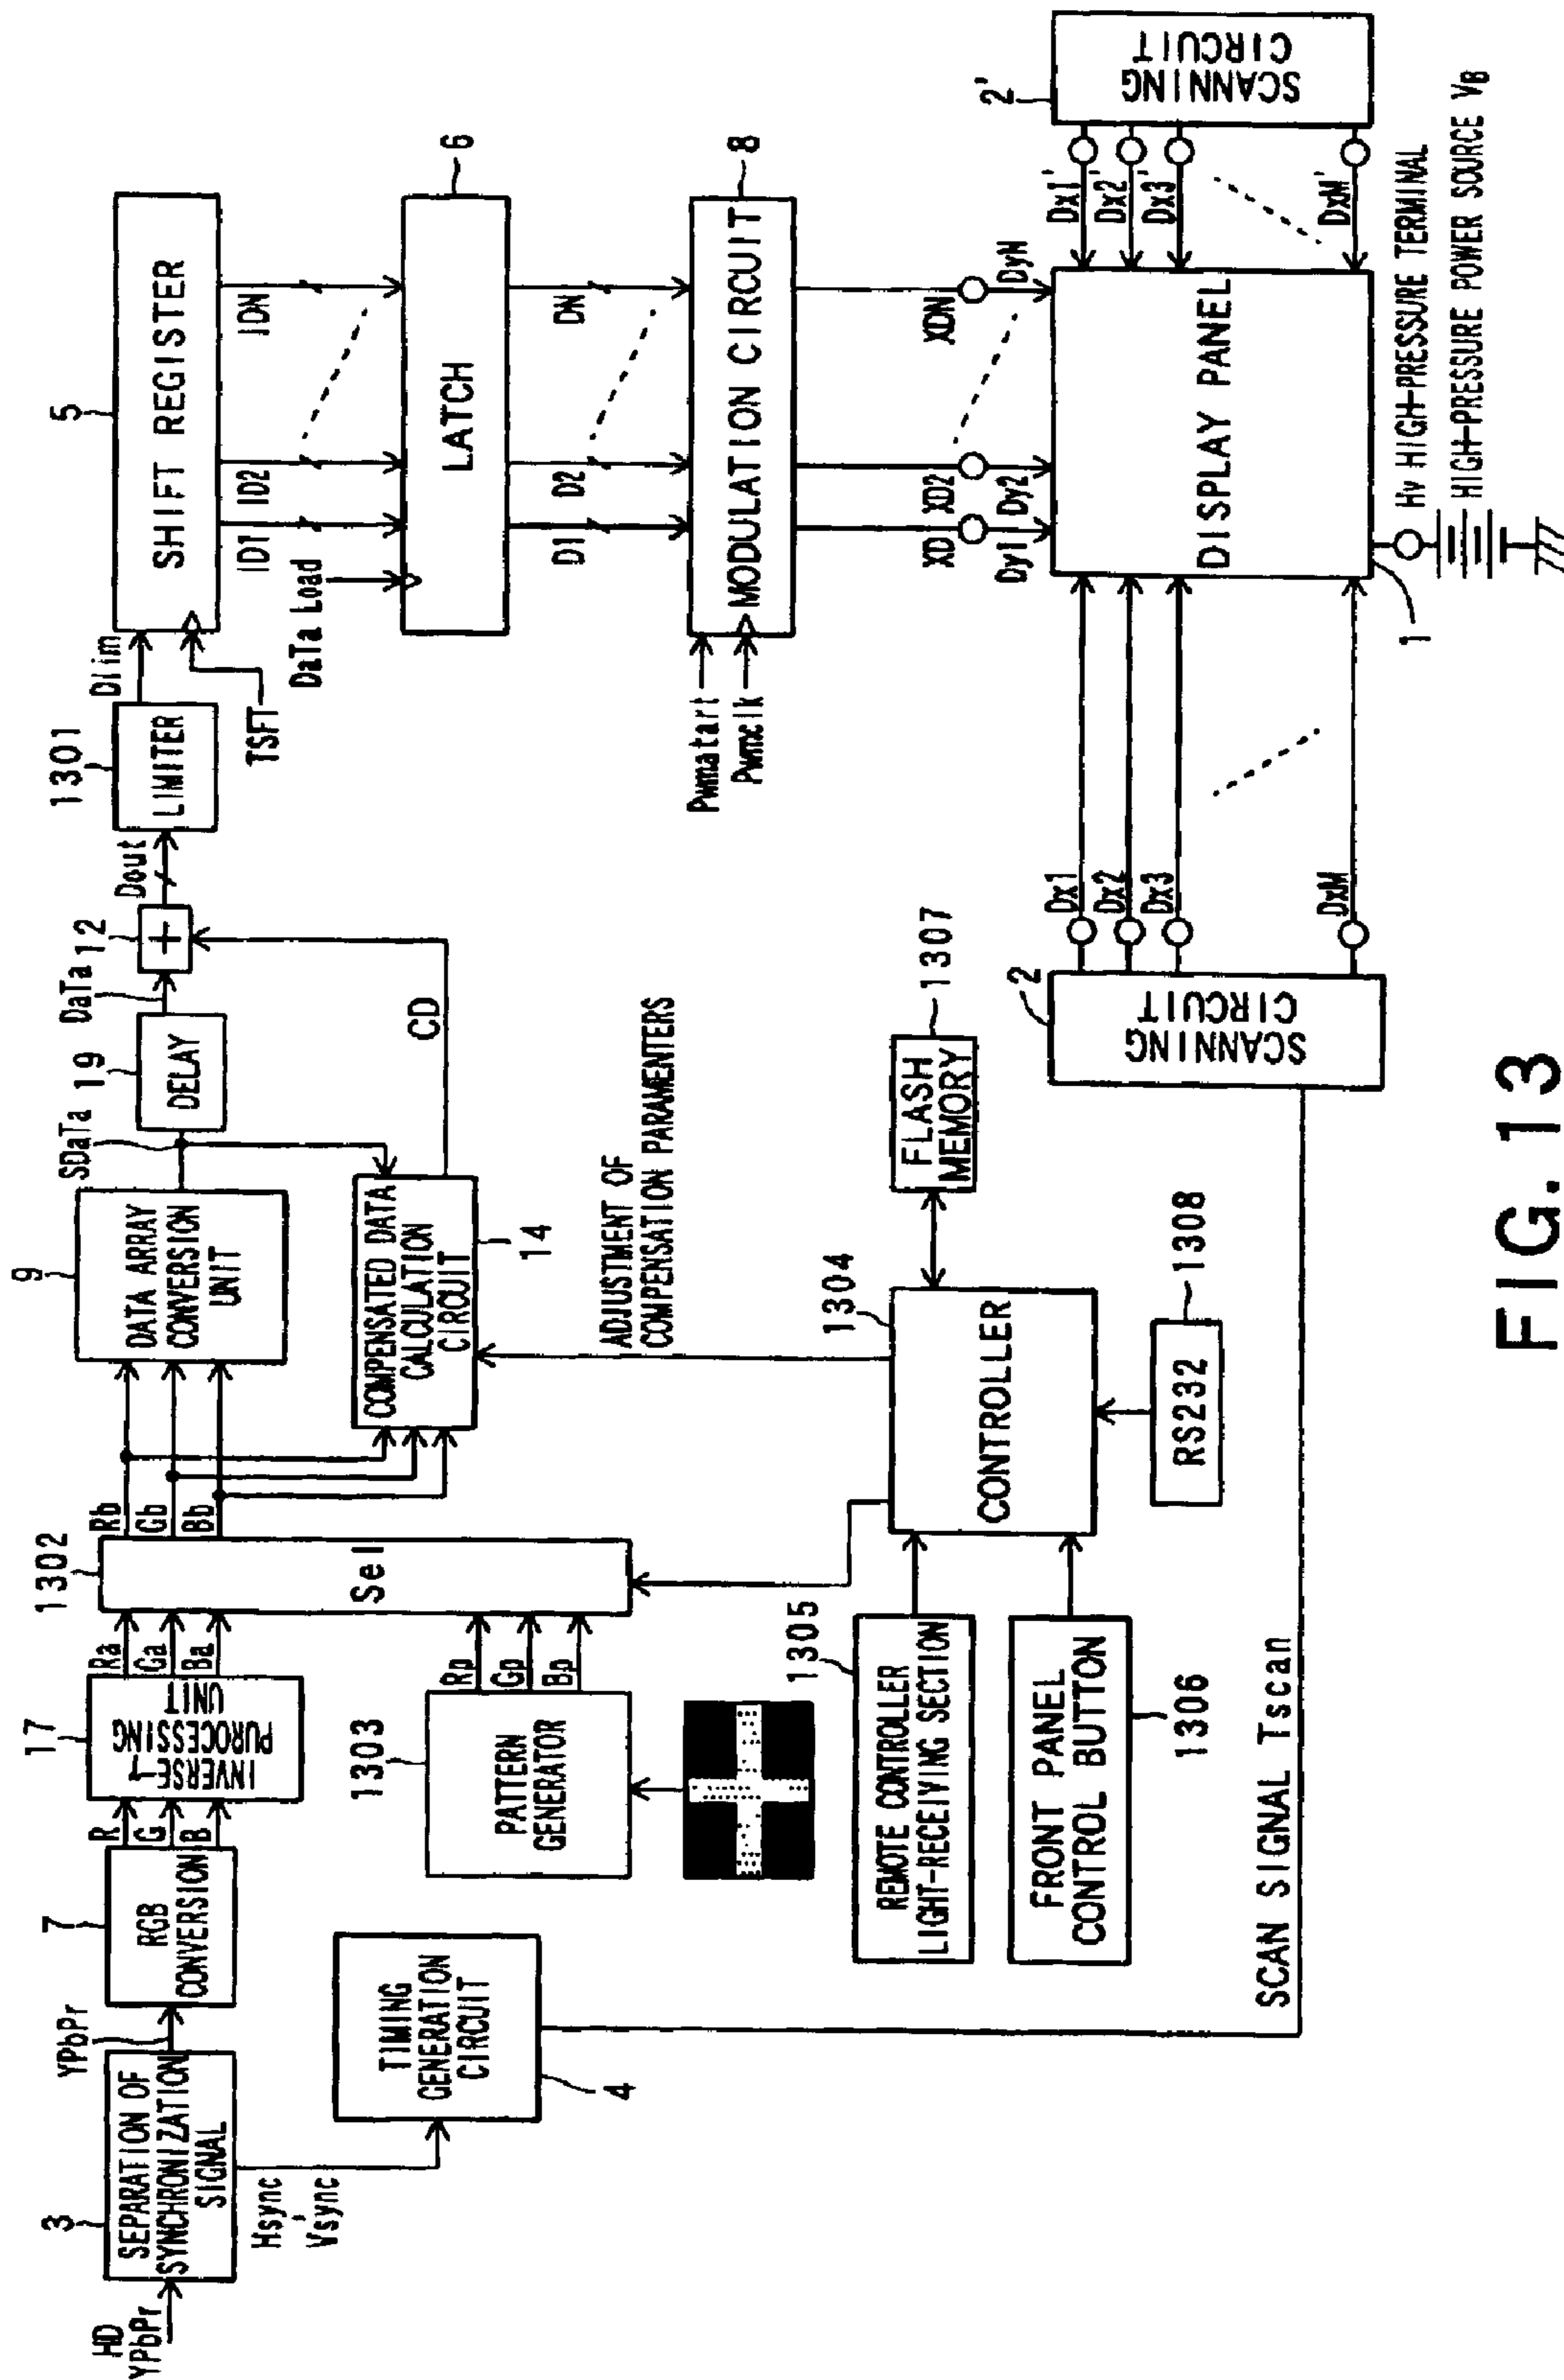 HD
YPbPr
3
SEPARATION OF
SYNCHRONIZATION
SIGNAL
YPbPr
Hsync
,
Vsync
7
RGB
CONVERSION
R
G
B
17
INVERSE-γ
PUROCESSING
UNIT
Ra
Ga
Ba
1302
Sel
Rb
Gb
Bb
9
DATA ARRAY
CONVERSION
UNIT
SDaTa
19
DELAY
DaTa
12
+
Dout
1301
LIMITER
Dlim
TSFT
5
SHIFT REGISTER
ID1
ID2
IDN
DaTa Load
6
LATCH
D1
D2
DN
Pwmatart
Pwmclk
8
MODULATION CIRCUIT
XD1
XD2
XDN
Dy1
Dy2
DyN
COMPENSATED DATA
CALCULATION
CIRCUIT
14
CD
ADJUSTMENT OF
COMPENSATION PARAMENTERS
1303
PATTERN
GENERATOR
Rp
Gp
Bp
TIMING
GENERATION
CIRCUIT
4
1305
REMOTE CONTROLLER
LIGHT-RECEIVING SECTION
FRONT PANEL
CONTROL BUTTON
1306
1304
CONTROLLER
FLASH
MEMORY
1307
RS232
1308
SCAN SIGNAL Tscan
2
SCANNING
CIRCUIT
Dx1
Dx2
Dx3
DxM
DISPLAY PANEL
1
Dx1'
Dx2'
Dx3'
DxM'
2'
SCANNING
CIRCUIT
Hv HIGH-PRESSURE TERMINAL
HIGH-PRESSURE POWER SOURCE VB
FIG. 13